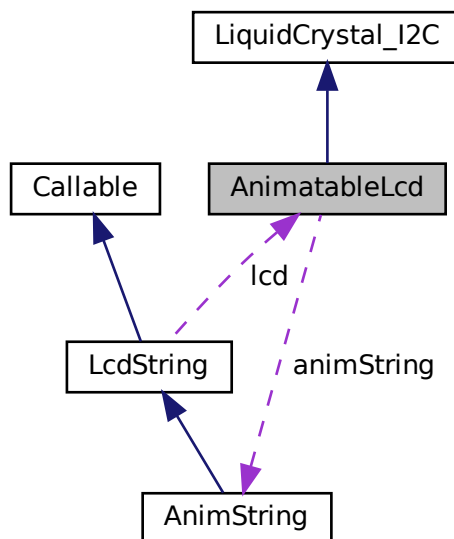 LiquidCrystal_I2C
Callable
AnimatableLcd
lcd
LcdString
animString
AnimString